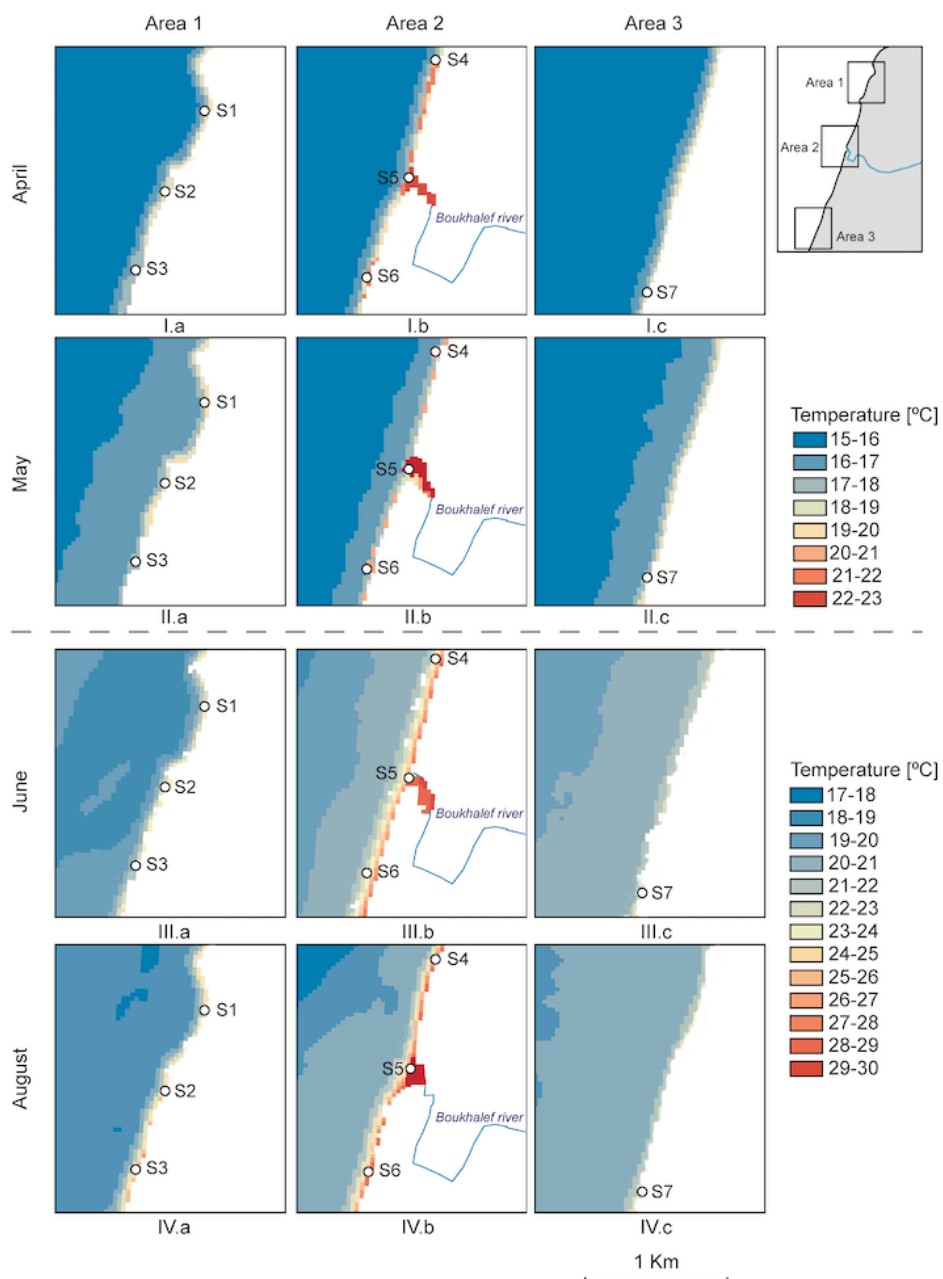 Area 1 Area 2 Area 3
April
S1
S2
S3
I.a
S4
S5
Boukhalef river
S6
I.b
S7
I.c
Area 1
Area 2
Area 3
May
S1
S2
S3
II.a
S4
S5
Boukhalef river
S6
II.b
S7
II.c
Temperature [ºC]
15-16
16-17
17-18
18-19
19-20
20-21
21-22
22-23
June
S1
S2
S3
III.a
S4
S5
Boukhalef river
S6
III.b
S7
III.c
August
S1
S2
S3
IV.a
S4
S5
Boukhalef river
S6
IV.b
S7
IV.c
Temperature [ºC]
17-18
18-19
19-20
20-21
21-22
22-23
23-24
24-25
25-26
26-27
27-28
28-29
29-30
1 Km